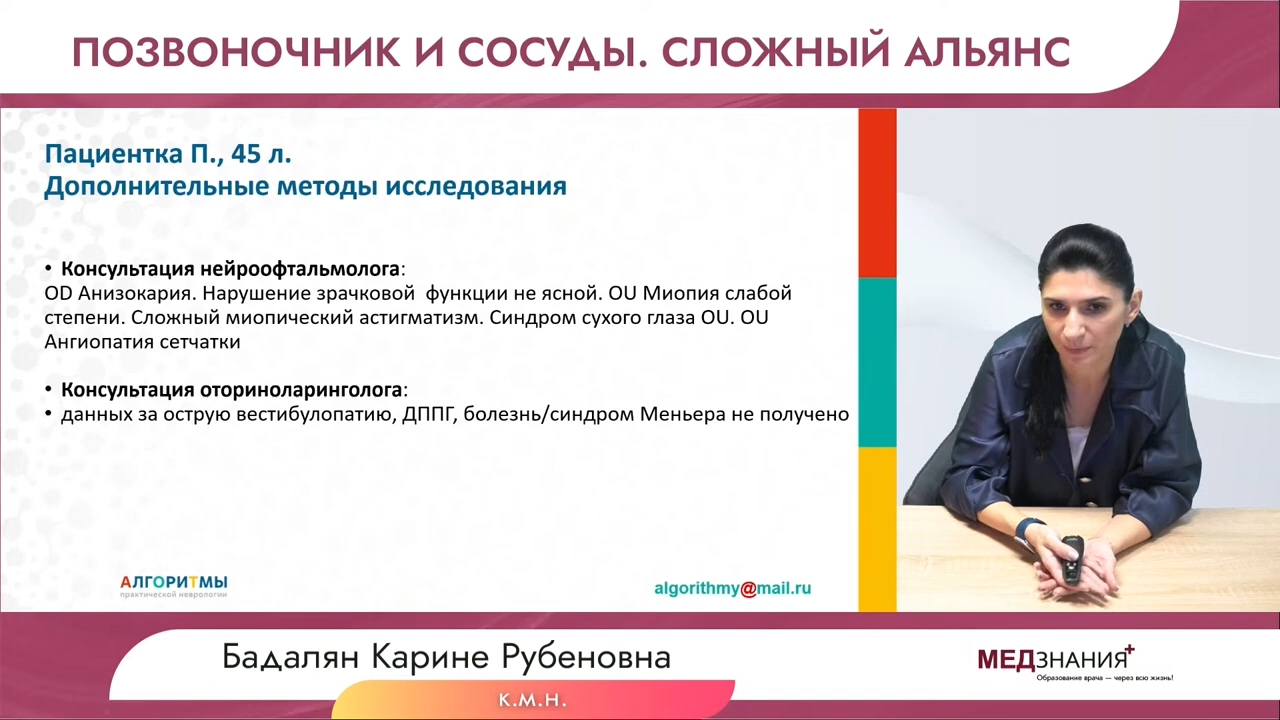 ПОЗВОНОЧНИК И СОСУДЫ. СЛОЖНЫЙ АЛЬЯНС
Пациентка П., 45 л.
Дополнительные методы исследования
• Консультация нейроофтальмолога:
OD Анизокария. Нарушение зрачковой функции не ясной. OU Миопия слабой
степени. Сложный миопический астигматизм. Синдром сухого глаза OU. OU
Ангиопатия сетчатки
• Консультация оториноларинголога:
• данных за острую вестибулопатию, ДППГ, болезнь/синдром Меньера не получено
АЛГОРИТМЫ
практической неврологии
algorithmy@mail.ru
Бадалян Карине Рубеновна
К.М.Н.
МЕДЗНАНИЯ+
Образование врача — через всю жизнь!